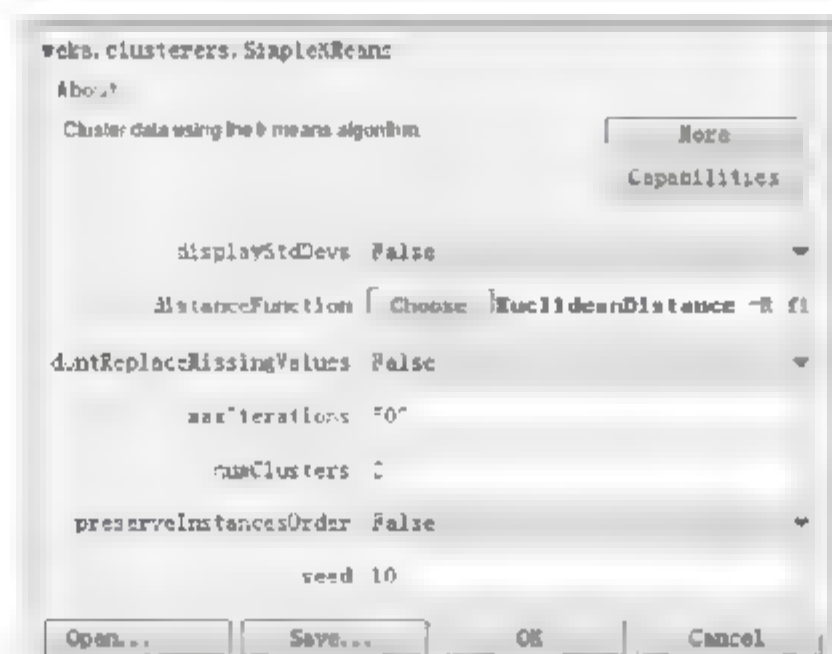 weka.clusterers.SimpleKMeans
About
Cluster data using the k means algorithm
More
Capabilities
displayStdDevs False
distanceFunction Choose EuclideanDistance -R fi
dontReplaceMissingValues False
maxIterations 500
numClusters
preserveInstancesOrder False
seed 10
Open... Save... OK Cancel